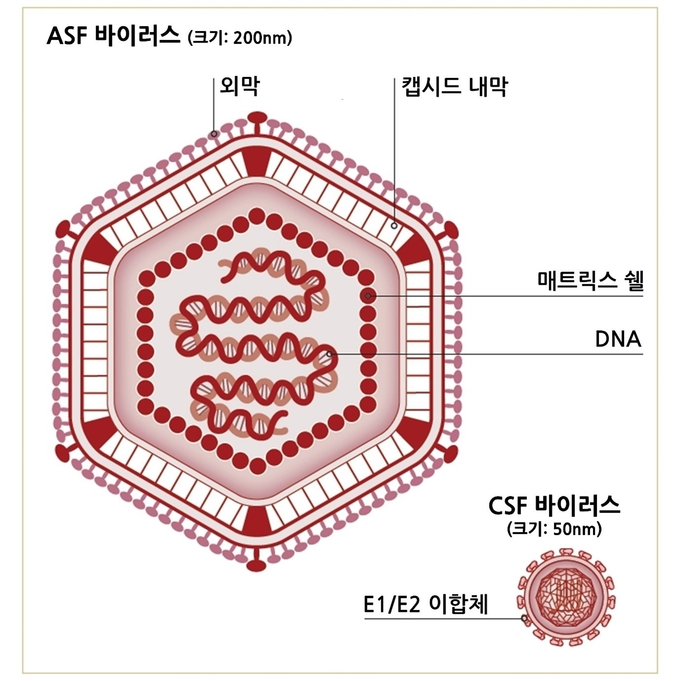 ASF 바이러스 (크기: 200nm)
외막
캡시드 내막
매트릭스 쉘
DNA
CSF 바이러스
(크기: 50nm)
E1/E2 이합체